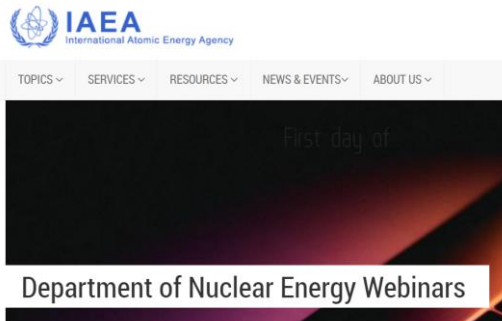 IAEA
International Atomic Energy Agency
TOPICS SERVICES RESOURCES NEWS & EVENTS ABOUT US
First day of
Department of Nuclear Energy Webinars